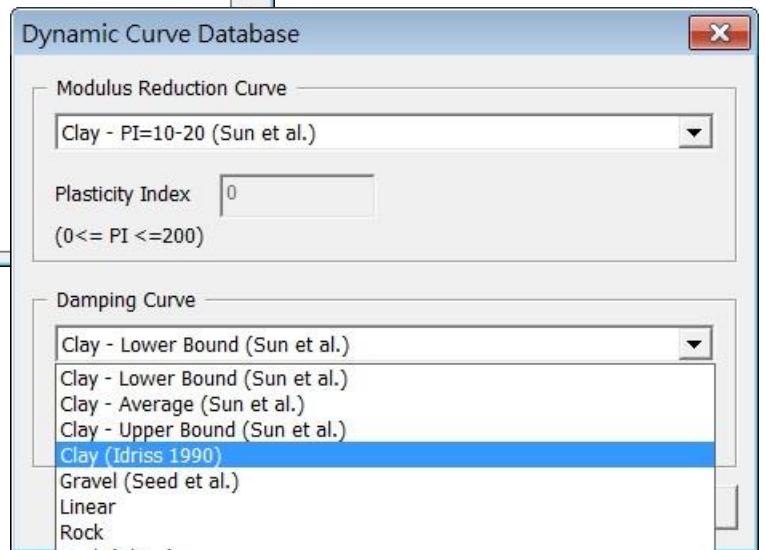 Dynamic Curve Database
Modulus Reduction Curve
Clay - PI=10-20 (Sun et al.)
Plasticity Index 0
(0<= PI <=200)
Damping Curve
Clay - Lower Bound (Sun et al.)
Clay - Lower Bound (Sun et al.)
Clay - Average (Sun et al.)
Clay - Upper Bound (Sun et al.)
Clay (Idriss 1990)
Gravel (Seed et al.)
Linear
Rock